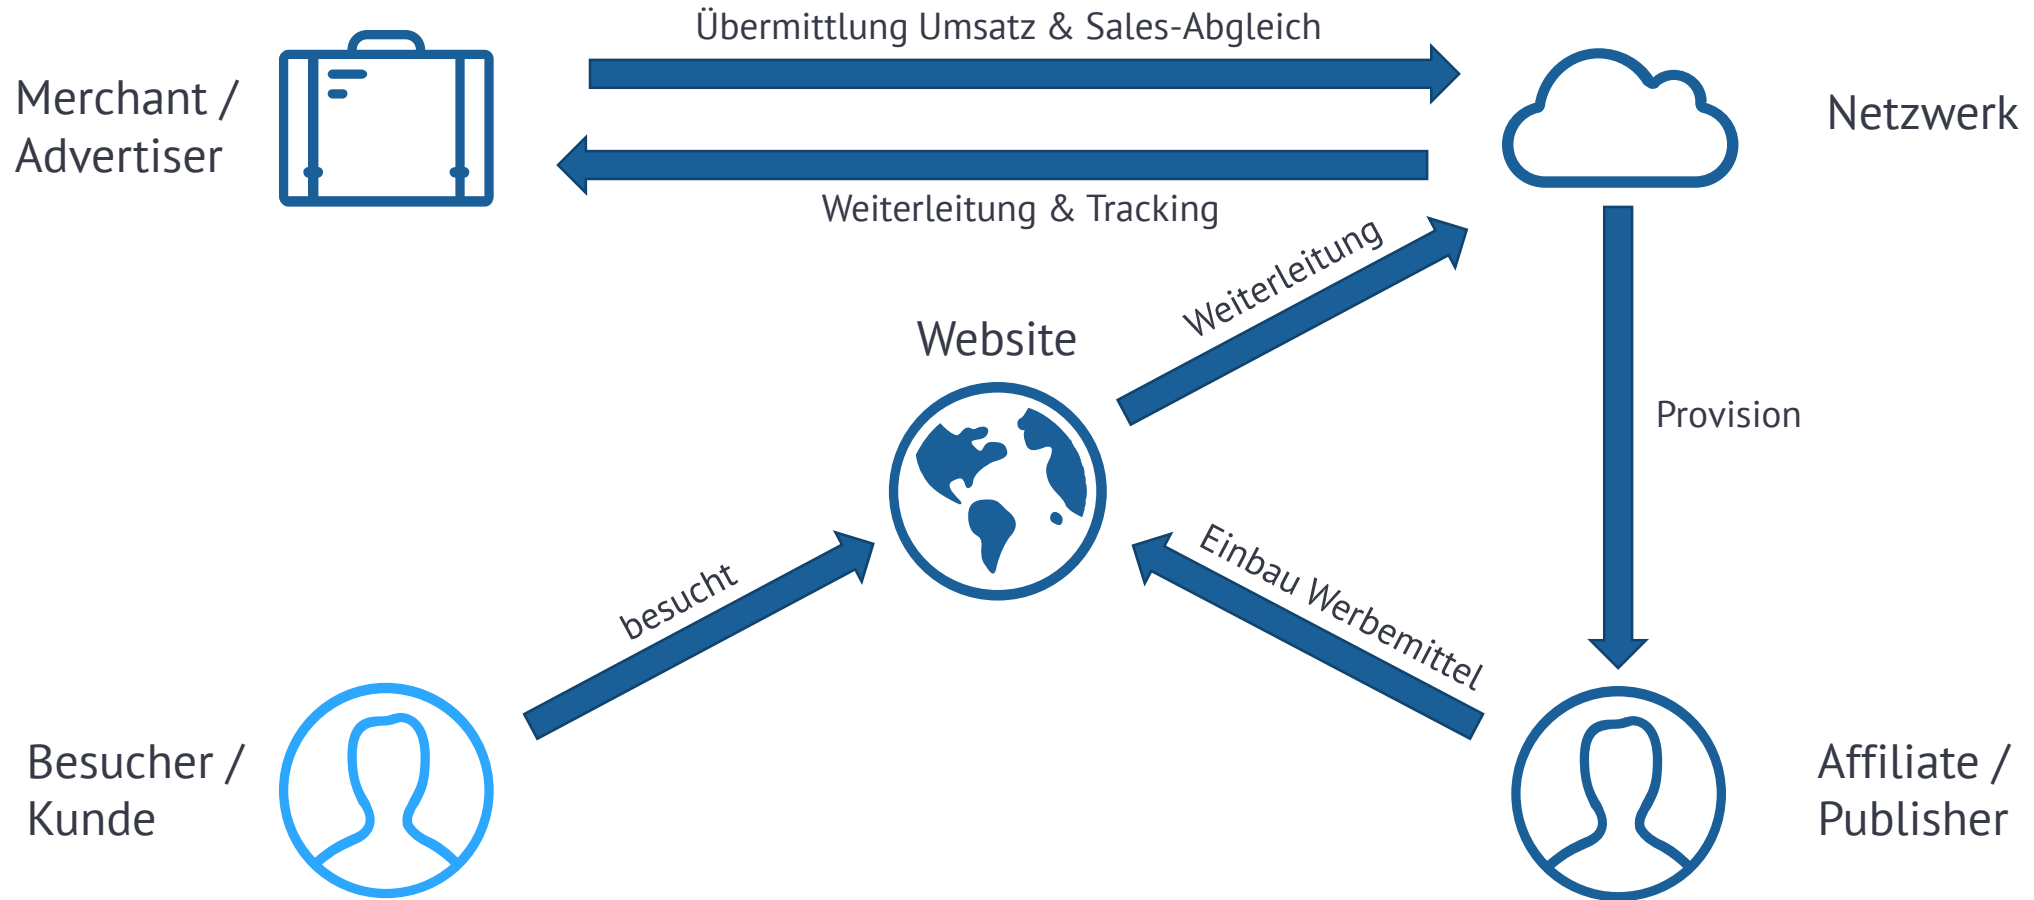 Übermittlung Umsatz & Sales-Abgleich
Merchant /
Advertiser
Netzwerk
Weiterleitung & Tracking
Weiterleitung
Website
Provision
besucht
Einbau Werbemittel
Besucher /
Kunde
Affiliate /
Publisher